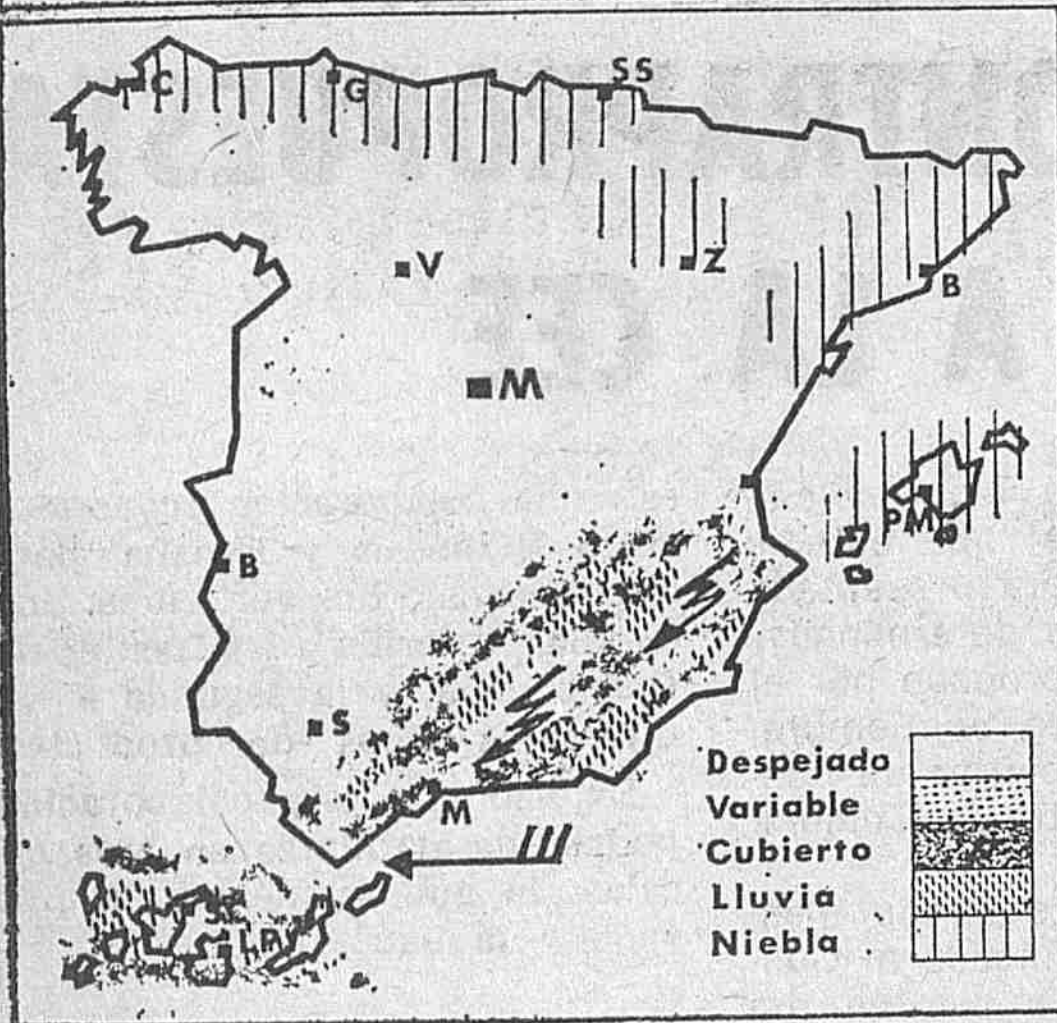 C
G
SS
V
Z
B
M
PM
B
S
M
LP
Despejado
Variable
Cubierto
Lluvia
Niebla